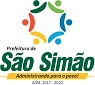 Prefeitura de
São Simão
Administrando para o povo!
ADM. 2017 - 2020